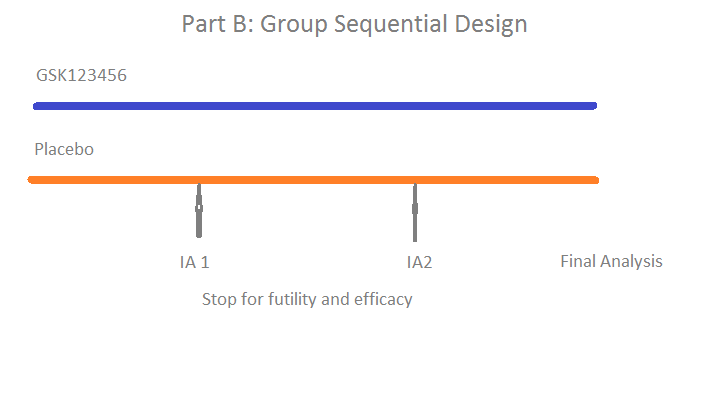 Part B: Group Sequential Design
GSK123456
Placebo
IA 1
IA2
Final Analysis
Stop for futility and efficacy